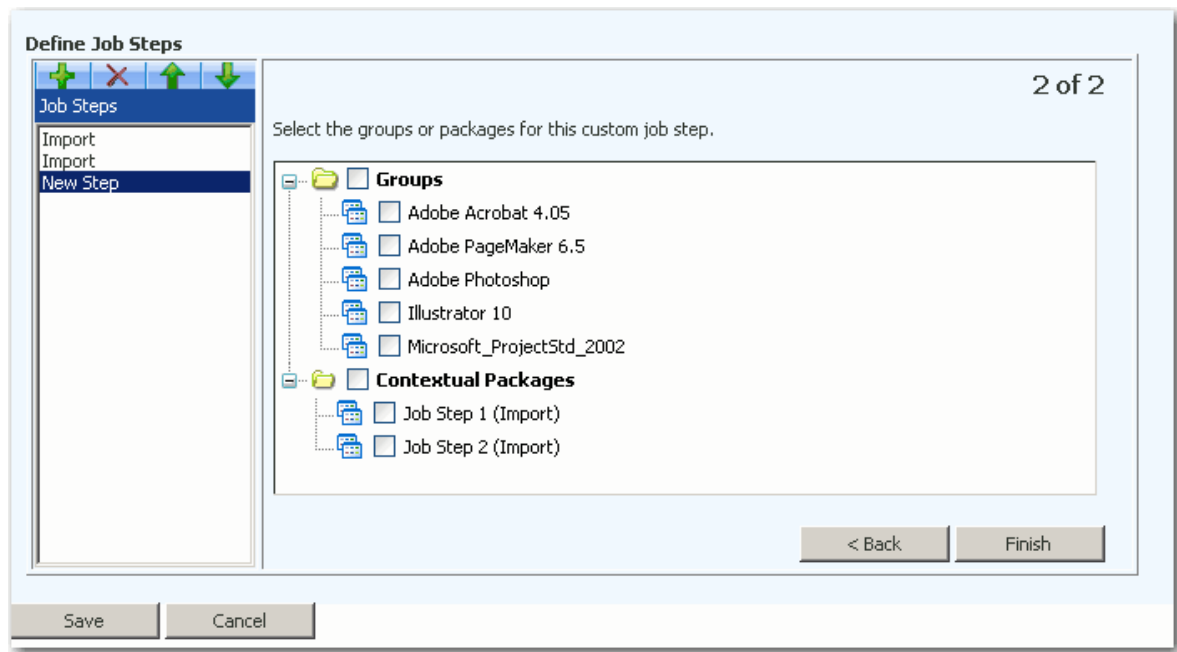 Define Job Steps
2 of 2
Job Steps
Select the groups or packages for this custom job step.
Import
Import
New Step
Groups
Adobe Acrobat 4.05
Adobe PageMaker 6.5
Adobe Photoshop
Illustrator 10
Microsoft_ProjectStd_2002
Contextual Packages
Job Step 1 (Import)
Job Step 2 (Import)
< Back
Finish
Save
Cancel